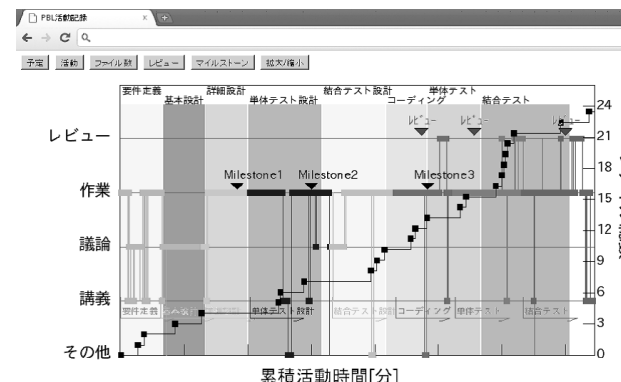 PBL活動記録
予定 活動 ファイル数 レビュー マイルストーン 拡大/縮小
要件定義 詳細設計 結合テスト設計 単体テスト
基本設計 単体テスト設計 コーディング 結合テスト
レビュー レビュー レビュー
24
レビュー 21
18
Milestone1 Milestone2 Milestone3
作業
15
12
議論
9
6
講義
要件定義 基本設計 単体テスト設計 結合テスト設計 コーディング 単体テスト 結合テスト
3
その他 0
累積活動時間[分]